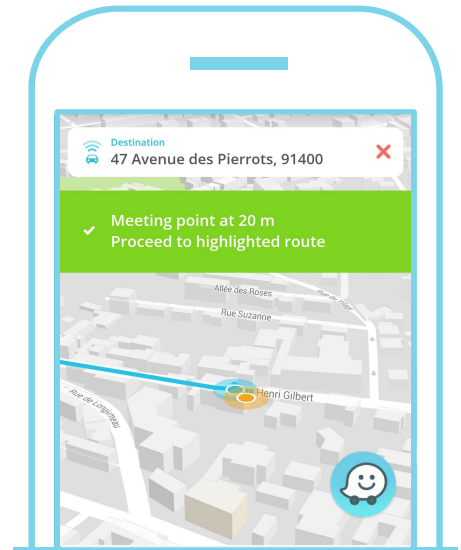 Destination
47 Avenue des Pierrots, 91400
Meeting point at 20 m
Proceed to highlighted route
Allée des Roses
Rue Suzanne
Henri Gilbert
Rue de Longjumeau